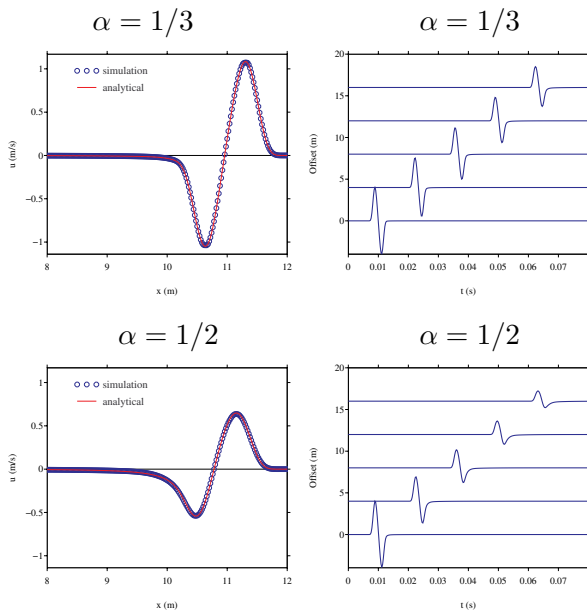 α = 1/3
α = 1/3
simulation
analytical
u (m/s)
1
0.5
0
−0.5
−1
8
9
10
11
12
x (m)
Offset (m)
20
15
10
5
0
0
0.01
0.02
0.03
0.04
0.05
0.06
0.07
t (s)
α = 1/2
α = 1/2
simulation
analytical
u (m/s)
1
0.5
0
−0.5
−1
8
9
10
11
12
x (m)
Offset (m)
20
15
10
5
0
0
0.01
0.02
0.03
0.04
0.05
0.06
0.07
t (s)